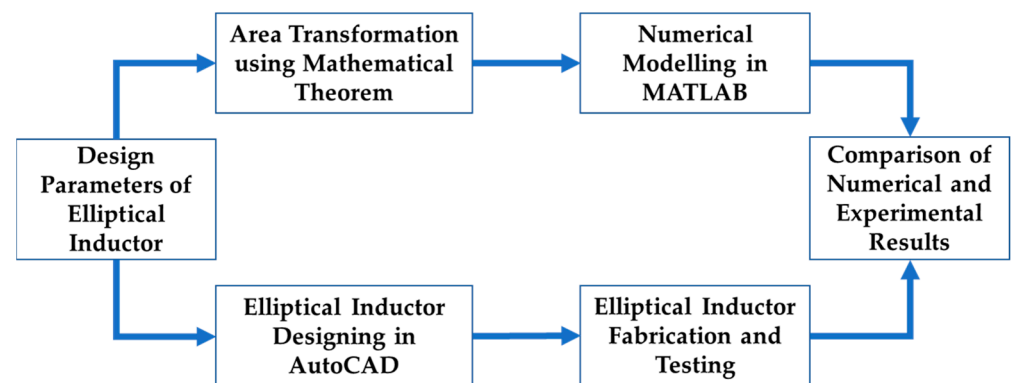 Area Transformation
using Mathematical
Theorem
Numerical
Modelling in
MATLAB
Design
Parameters of
Elliptical
Inductor
Comparison of
Numerical and
Experimental
Results
Elliptical Inductor
Designing in
AutoCAD
Elliptical Inductor
Fabrication and
Testing